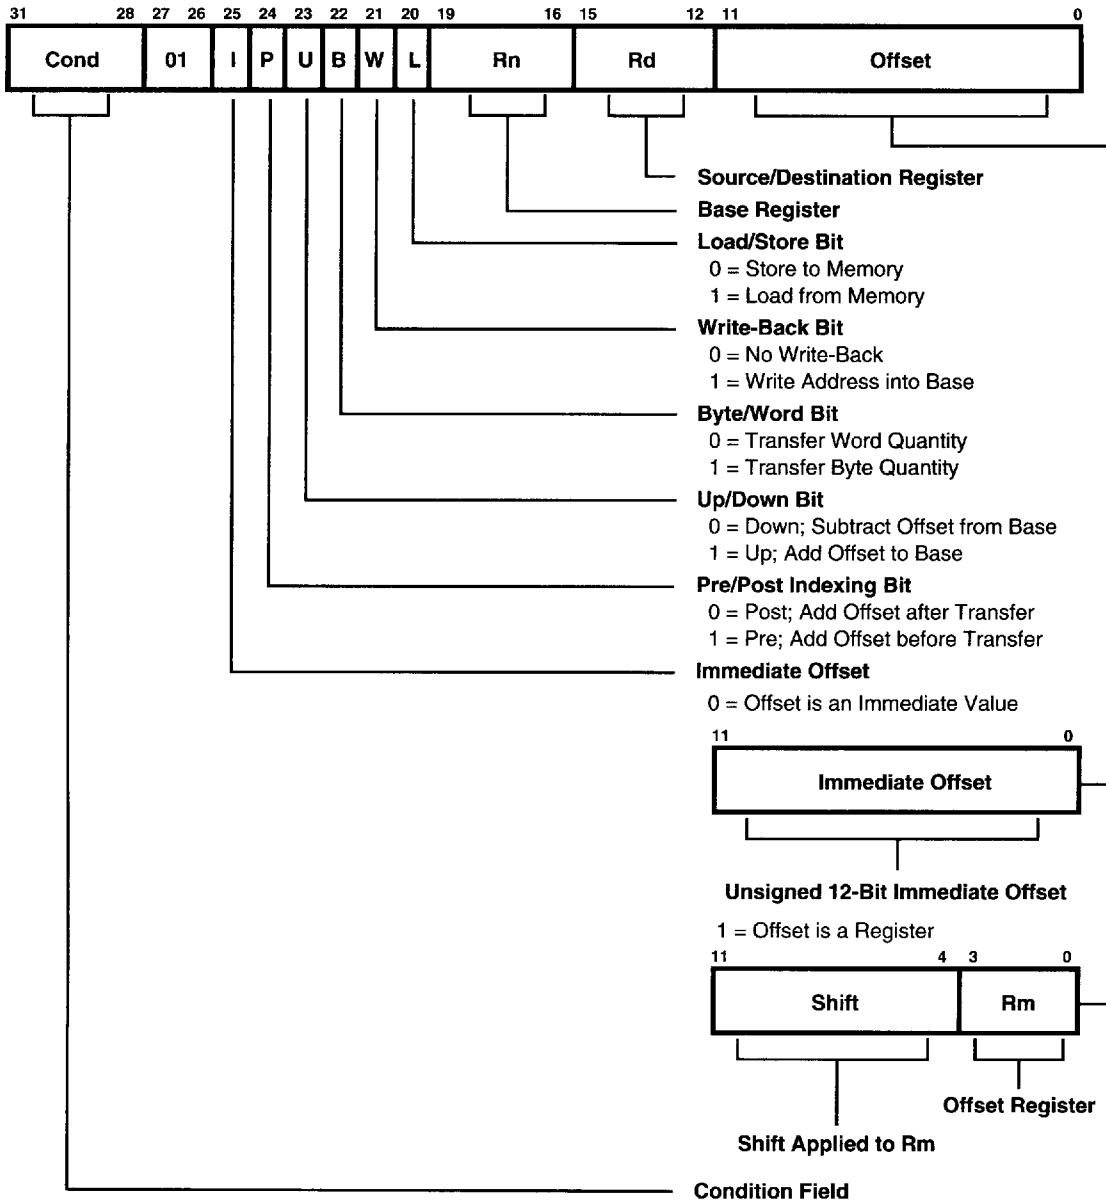 31 28 27 26 25 24 23 22 21 20 19 16 15 12 11 0
Cond 01 I P U B W L Rn Rd Offset
Source/Destination Register
Base Register
Load/Store Bit
0 = Store to Memory
1 = Load from Memory
Write-Back Bit
0 = No Write-Back
1 = Write Address into Base
Byte/Word Bit
0 = Transfer Word Quantity
1 = Transfer Byte Quantity
Up/Down Bit
0 = Down; Subtract Offset from Base
1 = Up; Add Offset to Base
Pre/Post Indexing Bit
0 = Post; Add Offset after Transfer
1 = Pre; Add Offset before Transfer
Immediate Offset
0 = Offset is an Immediate Value
11 0
Immediate Offset
Unsigned 12-Bit Immediate Offset
1 = Offset is a Register
11 4 3 0
Shift Rm
Offset Register
Shift Applied to Rm
Condition Field